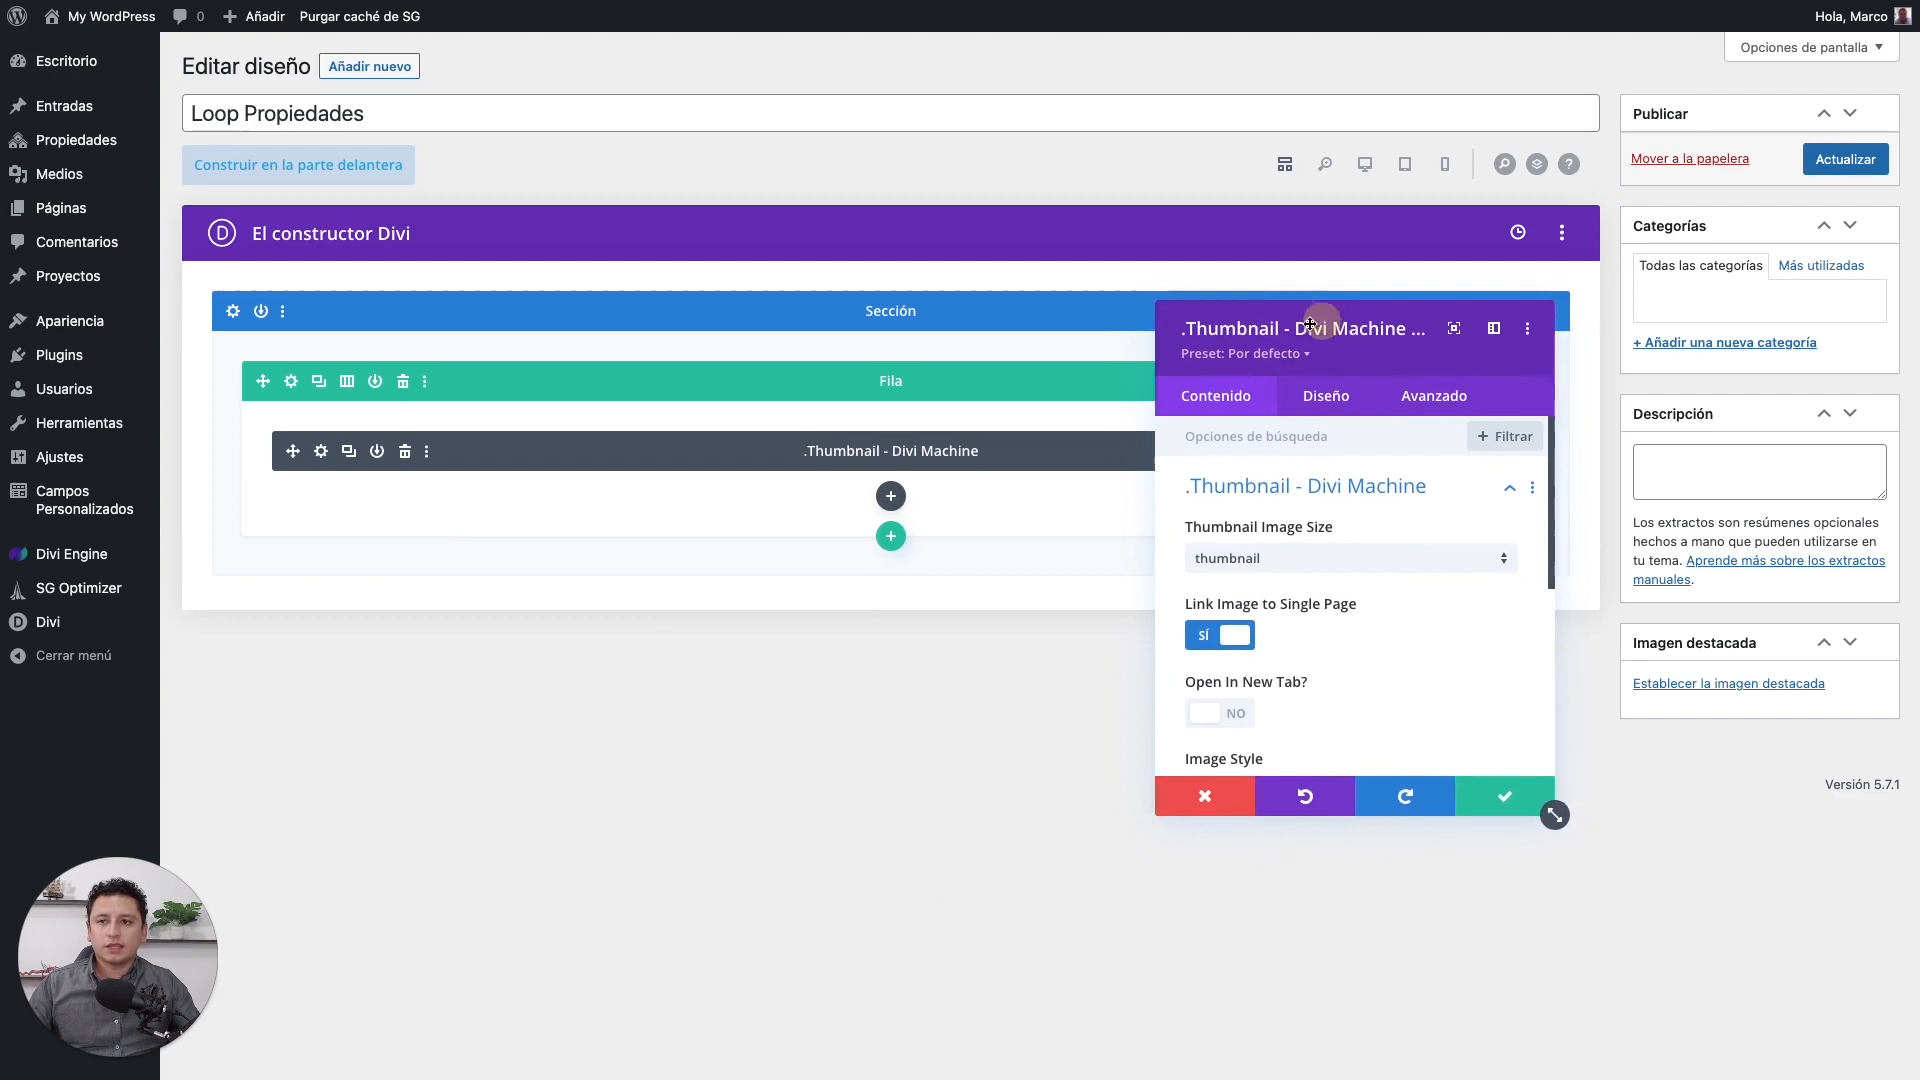 My WordPress
0
Añadir
Purgar caché de SG
Hola, Marco
Escritorio
Entradas
Propiedades
Medios
Páginas
Comentarios
Proyectos
Apariencia
Plugins
Usuarios
Herramientas
Ajustes
Campos
Personalizados
Divi Engine
SG Optimizer
Divi
Cerrar menú
Opciones de pantalla
Editar diseño
Añadir nuevo
Loop Propiedades
Construir en la parte delantera
El constructor Divi
Sección
Fila
.Thumbnail - Divi Machine
.Thumbnail - Divi Machine ...
Preset: Por defecto
Contenido
Diseño
Avanzado
Opciones de búsqueda
+ Filtrar
.Thumbnail - Divi Machine
Thumbnail Image Size
thumbnail
Link Image to Single Page
SÍ
Open In New Tab?
NO
Image Style
Publicar
Mover a la papelera
Actualizar
Categorías
Todas las categorías
Más utilizadas
+ Añadir una nueva categoría
Descripción
Los extractos son resúmenes opcionales
hechos a mano que pueden utilizarse en
tu tema. Aprende más sobre los extractos
manuales.
Imagen destacada
Establecer la imagen destacada
Versión 5.7.1